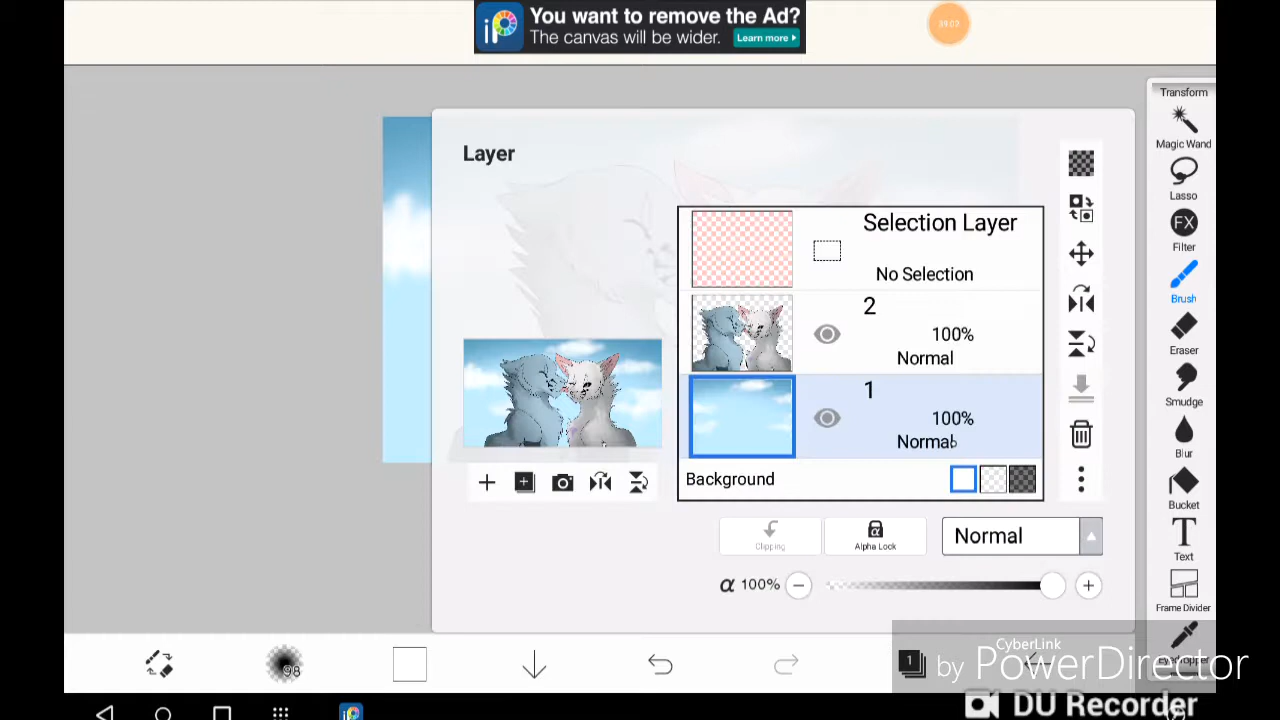 You want to remove the Ad?
The canvas will be wider.
Learn more
Transform
Magic Wand
Lasso
FX
Filter
Brush
Eraser
Smudge
Blur
Bucket
T
Text
Frame Divider
Layer
Selection Layer
No Selection
2
100%
Normal
1
100%
Normal
Background
Clipping
Alpha Lock
Normal
α 100%
98
1
CyberLink
by PowerDirector
DU Recorder